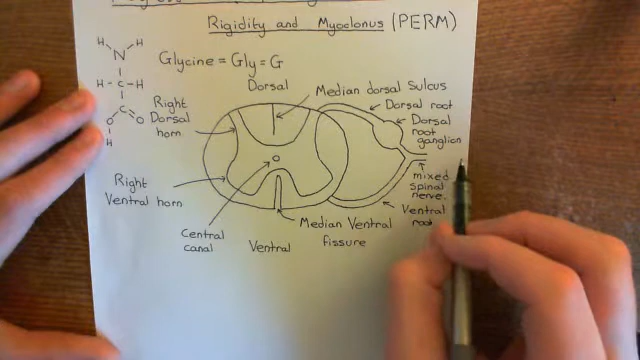 Rigidity and Myoclonus (PERM)
Glycine = Gly = G
H H
N
H-C-H
C
O O
H
Dorsal
Median dorsal Sulcus
Dorsal root
Dorsal
root
ganglion
Right
Dorsal
horn
mixed
spinal
nerve.
Right
Ventral horn
Ventral
root
Central
canal
Ventral
Median Ventral
fissure